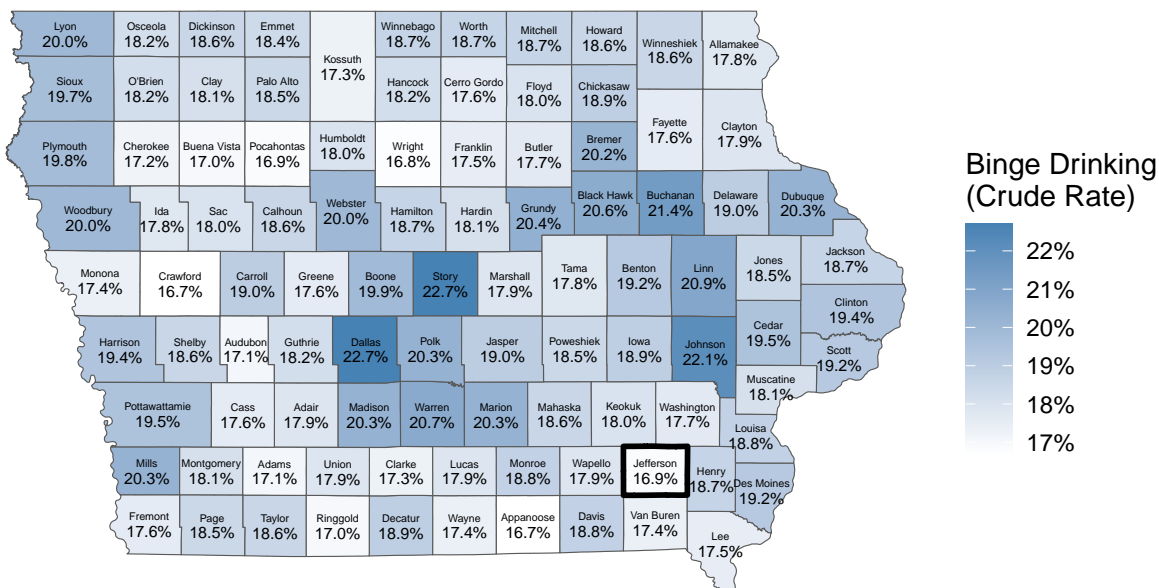 Lyon
20.0%
Osceola
18.2%
Dickinson
18.6%
Emmet
18.4%
Kossuth
17.3%
Winnebago
18.7%
Worth
18.7%
Mitchell
18.7%
Howard
18.6%
Winneshiek
18.6%
Allamakee
17.8%
Sioux
19.7%
O'Brien
18.2%
Clay
18.1%
Palo Alto
18.5%
Hancock
18.2%
Cerro Gordo
17.6%
Floyd
18.0%
Chickasaw
18.9%
Fayette
17.6%
Clayton
17.9%
Plymouth
19.8%
Cherokee
17.2%
Buena Vista
17.0%
Pocahontas
16.9%
Humboldt
18.0%
Wright
16.8%
Franklin
17.5%
Butler
17.7%
Bremer
20.2%
Woodbury
20.0%
Ida
17.8%
Sac
18.0%
Calhoun
18.6%
Webster
20.0%
Hamilton
18.7%
Hardin
18.1%
Grundy
20.4%
Black Hawk
20.6%
Buchanan
21.4%
Delaware
19.0%
Dubuque
20.3%
Monona
17.4%
Crawford
16.7%
Carroll
19.0%
Greene
17.6%
Boone
19.9%
Story
22.7%
Marshall
17.9%
Tama
17.8%
Benton
19.2%
Linn
20.9%
Jones
18.5%
Jackson
18.7%
Clinton
19.4%
Harrison
19.4%
Shelby
18.6%
Audubon
17.1%
Guthrie
18.2%
Dallas
22.7%
Polk
20.3%
Jasper
19.0%
Poweshiek
18.5%
Iowa
18.9%
Johnson
22.1%
Cedar
19.5%
Scott
19.2%
Muscatine
18.1%
Pottawattamie
19.5%
Cass
17.6%
Adair
17.9%
Madison
20.3%
Warren
20.7%
Marion
20.3%
Mahaska
18.6%
Keokuk
18.0%
Washington
17.7%
Louisa
18.8%
Mills
20.3%
Montgomery
18.1%
Adams
17.1%
Union
17.9%
Clarke
17.3%
Lucas
17.9%
Monroe
18.8%
Wapello
17.9%
Jefferson
16.9%
Henry
18.7%
Des Moines
19.2%
Fremont
17.6%
Page
18.5%
Taylor
18.6%
Ringgold
17.0%
Decatur
18.9%
Wayne
17.4%
Appanoose
16.7%
Davis
18.8%
Van Buren
17.4%
Lee
17.5%
Binge Drinking
(Crude Rate)
22%
21%
20%
19%
18%
17%